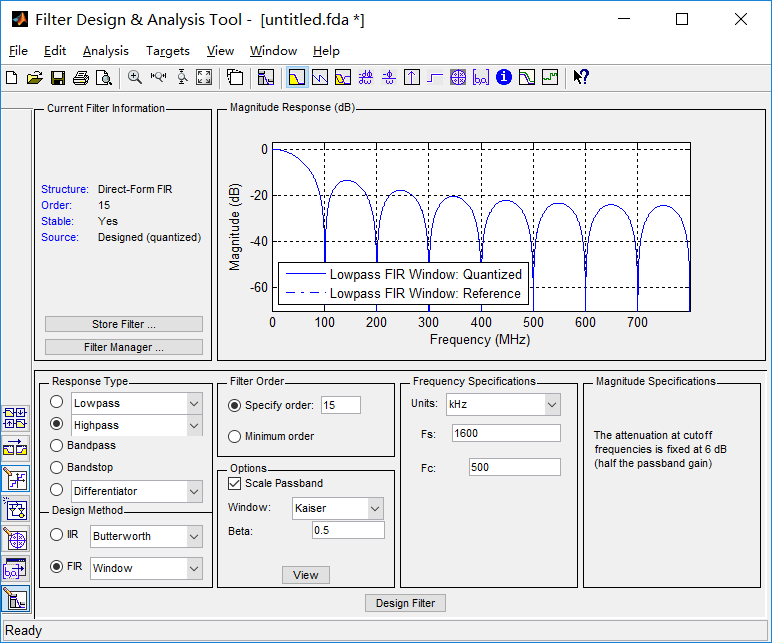 Filter Design & Analysis Tool - [untitled.fda *]
File Edit Analysis Targets View Window Help
Current Filter Information
Structure: Direct-Form FIR
Order: 15
Stable: Yes
Source: Designed (quantized)
Store Filter ...
Filter Manager ...
Magnitude Response (dB)
Magnitude (dB)
0
-20
-40
-60
Lowpass FIR Window: Quantized
Lowpass FIR Window: Reference
0 100 200 300 400 500 600 700
Frequency (MHz)
Response Type
Lowpass
Highpass
Bandpass
Bandstop
Differentiator
Design Method
IIR Butterworth
FIR Window
Filter Order
Specify order: 15
Minimum order
Options
Scale Passband
Window: Kaiser
Beta: 0.5
View
Frequency Specifications
Units: kHz
Fs: 1600
Fc: 500
Magnitude Specifications
The attenuation at cutoff
frequencies is fixed at 6 dB
(half the passband gain)
Design Filter
Ready